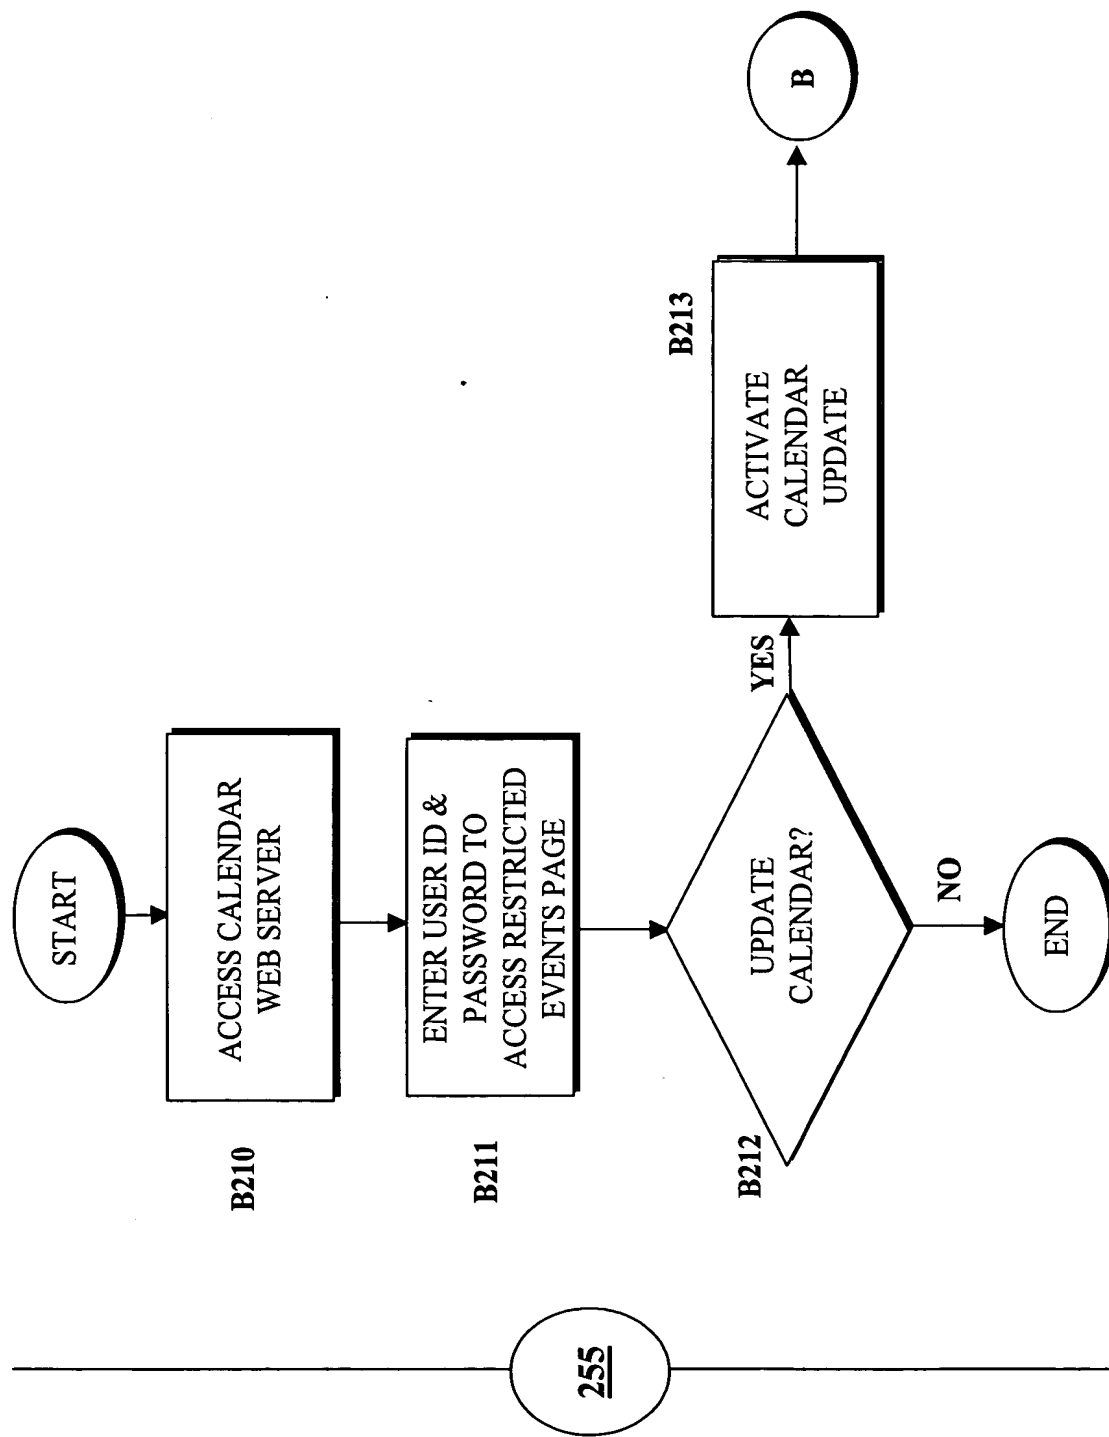 START
B210
ACCESS CALENDAR
WEB SERVER
B211
ENTER USER ID &
PASSWORD TO
ACCESS RESTRICTED
EVENTS PAGE
B212
UPDATE
CALENDAR?
YES
NO
B213
ACTIVATE
CALENDAR
UPDATE
B
END
255